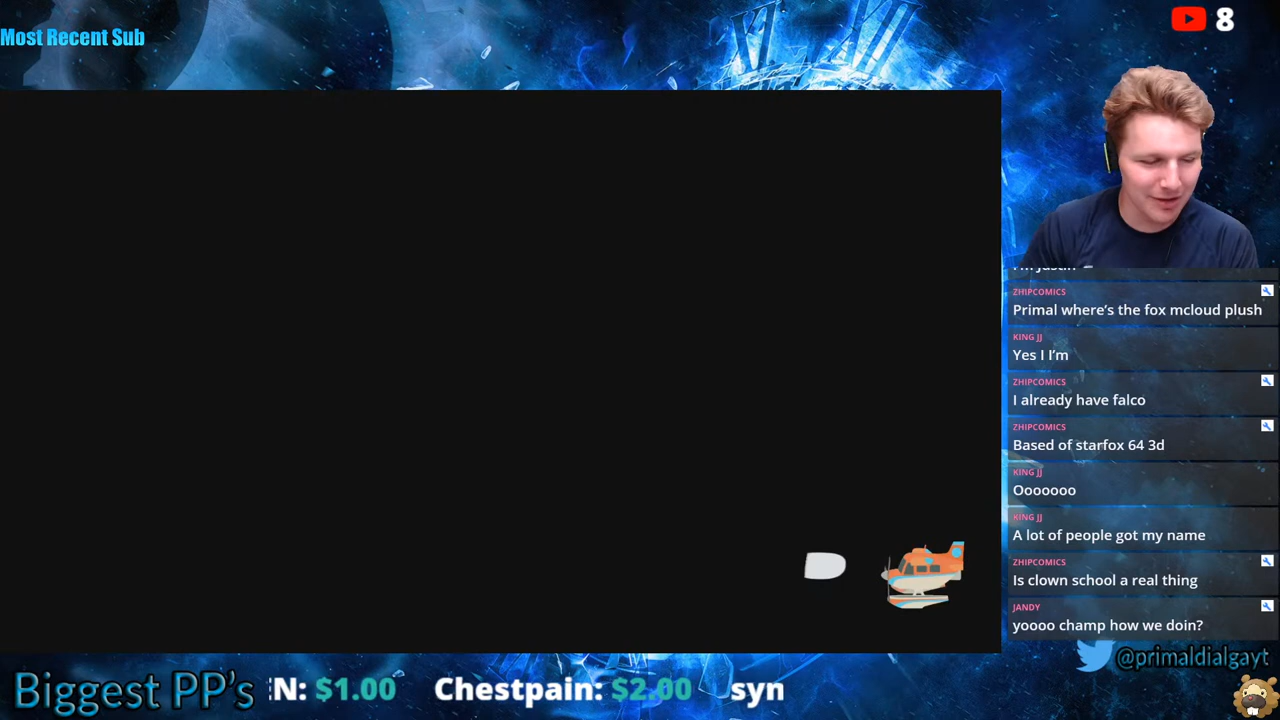 Most Recent Sub
8
I'm Justin
ZHIPCOMICS
Primal where's the fox mcloud plush
KING JJ
Yes I I'm
ZHIPCOMICS
I already have falco
ZHIPCOMICS
Based of starfox 64 3d
KING JJ
Ooooooo
KING JJ
A lot of people got my name
ZHIPCOMICS
Is clown school a real thing
JANDY
yoooo champ how we doin?
@primaldialgayt
Biggest PP's N: $1.00 Chestpain: $2.00 syn